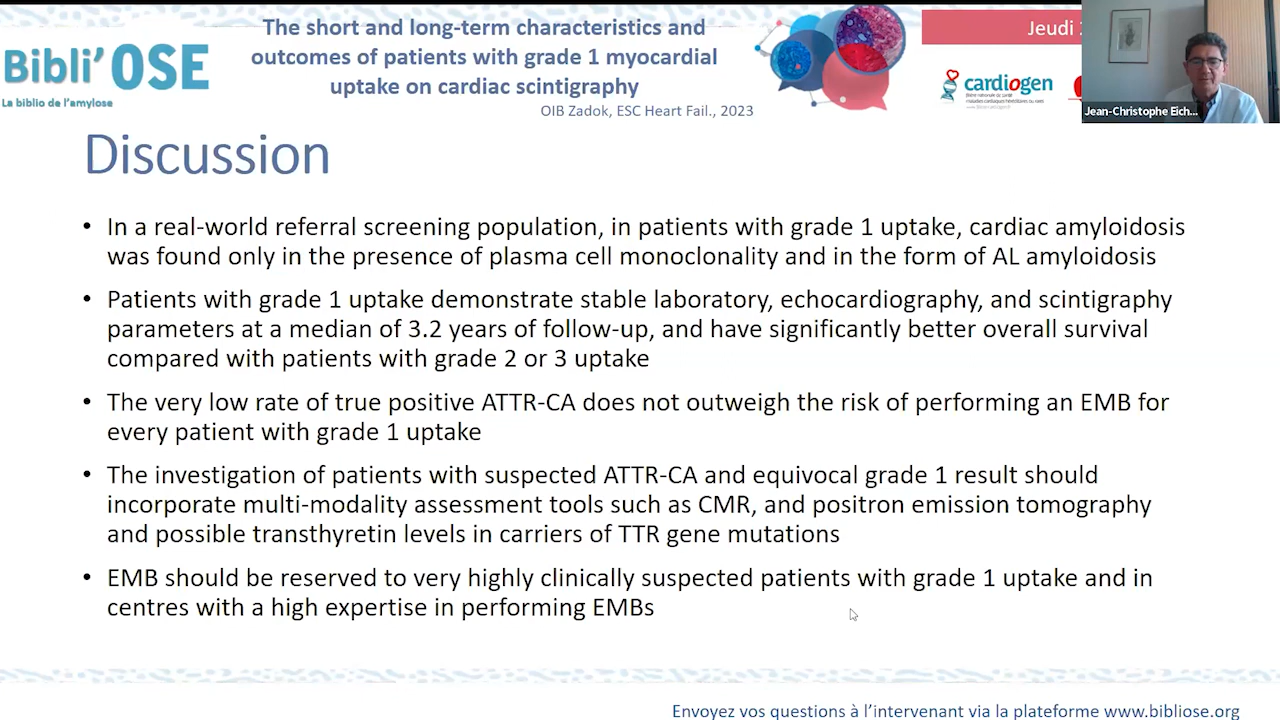 The short and long-term characteristics and
outcomes of patients with grade 1 myocardial
uptake on cardiac scintigraphy
OIB Zadok, ESC Heart Fail., 2023
Bibli'OSE
La biblio de l'amylose
Jeudi
cardiogen
Jean-Christophe Eich...
Discussion
• In a real-world referral screening population, in patients with grade 1 uptake, cardiac amyloidosis
was found only in the presence of plasma cell monoclonality and in the form of AL amyloidosis
• Patients with grade 1 uptake demonstrate stable laboratory, echocardiography, and scintigraphy
parameters at a median of 3.2 years of follow-up, and have significantly better overall survival
compared with patients with grade 2 or 3 uptake
• The very low rate of true positive ATTR-CA does not outweigh the risk of performing an EMB for
every patient with grade 1 uptake
• The investigation of patients with suspected ATTR-CA and equivocal grade 1 result should
incorporate multi-modality assessment tools such as CMR, and positron emission tomography
and possible transthyretin levels in carriers of TTR gene mutations
• EMB should be reserved to very highly clinically suspected patients with grade 1 uptake and in
centres with a high expertise in performing EMBs
Envoyez vos questions à l'intervenant via la plateforme www.bibliose.org